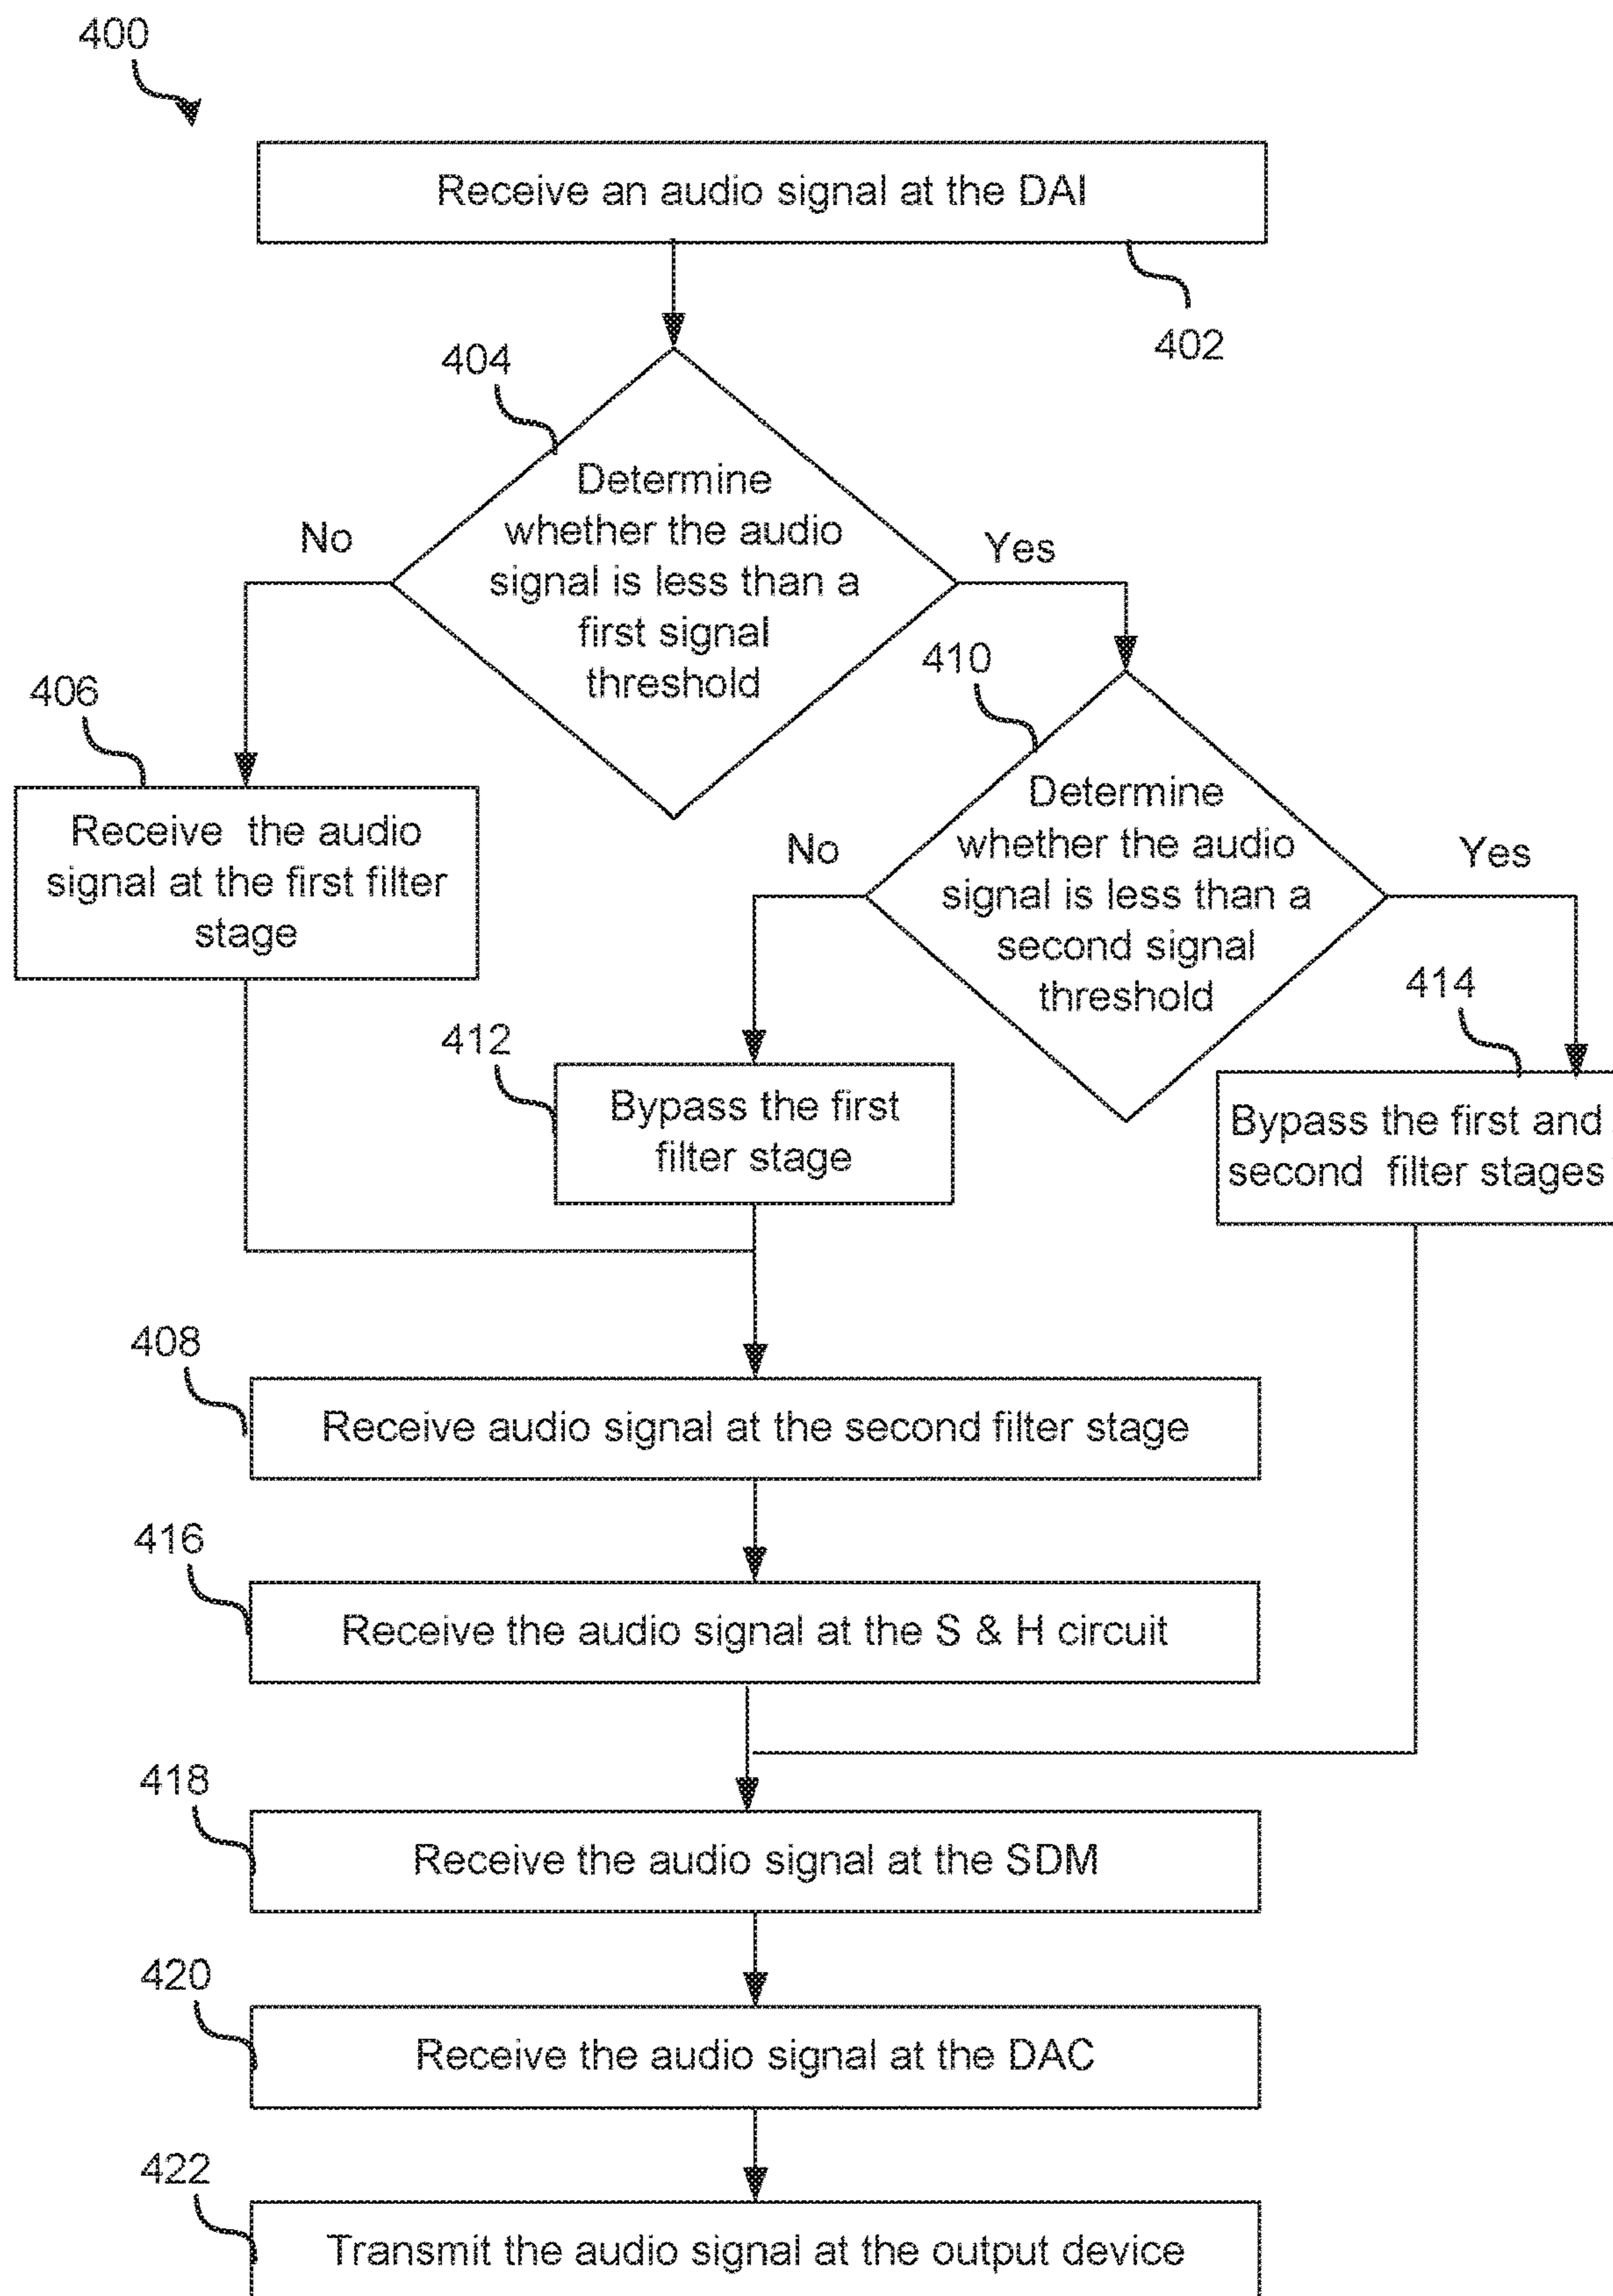 400
Receive an audio signal at the DAI
402
404
Determine
whether the audio
signal is less than a
first signal
threshold
No
Yes
406
Receive the audio
signal at the first filter
stage
410
Determine
whether the audio
signal is less than a
second signal
threshold
No
Yes
412
Bypass the first
filter stage
414
Bypass the first and
second filter stages
408
Receive audio signal at the second filter stage
416
Receive the audio signal at the S & H circuit
418
Receive the audio signal at the SDM
420
Receive the audio signal at the DAC
422
Transmit the audio signal at the output device